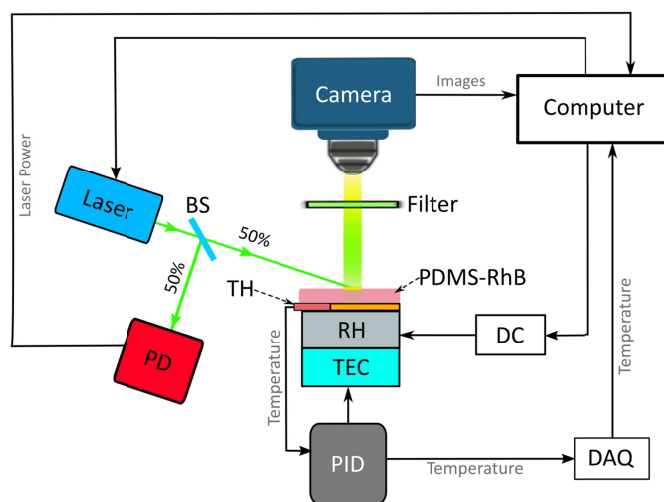 Camera
Images
Computer
Laser Power
Laser
BS
50%
50%
Filter
PDMS-RhB
TH
RH
DC
TEC
PD
Temperature
Temperature
PID
Temperature
DAQ